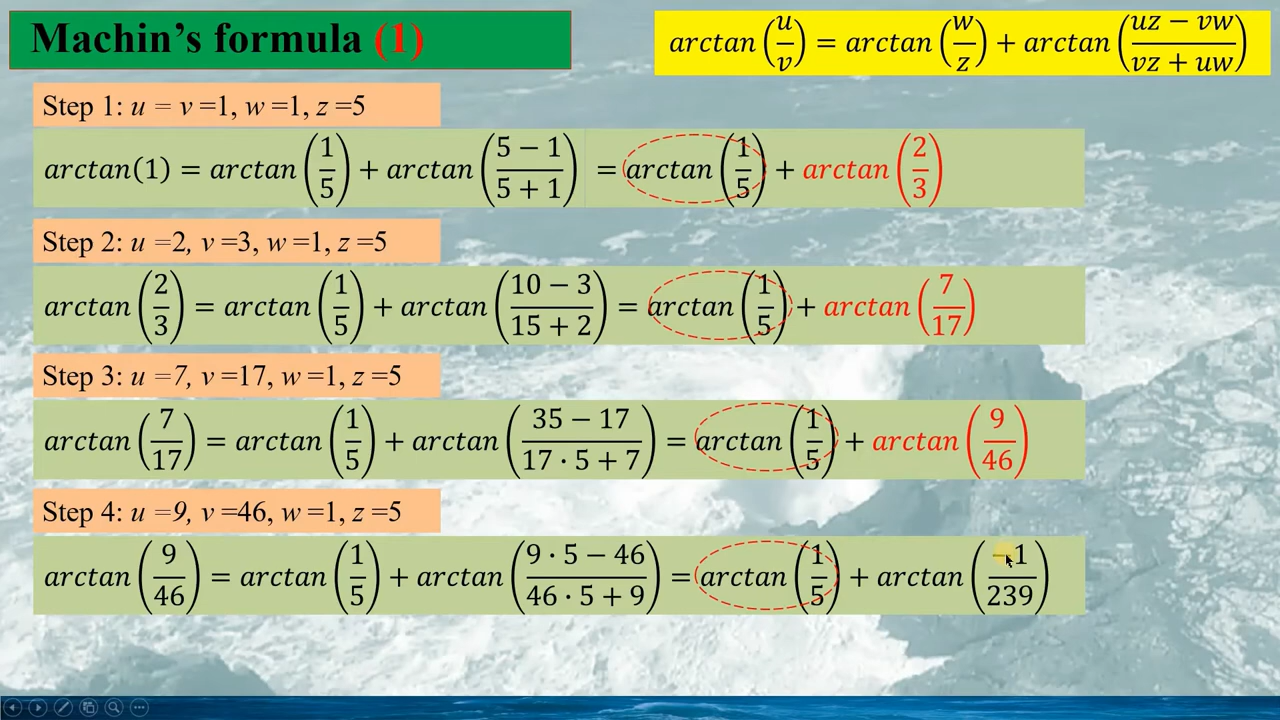 Machin's formula (1)
arctan(u/v) = arctan(w/z) + arctan((uz − vw)/(vz + uw))
Step 1: u = v =1, w =1, z =5
arctan(1) = arctan(1/5) + arctan((5 − 1)/(5 + 1)) = arctan(1/5) + arctan(2/3)
Step 2: u =2, v =3, w =1, z =5
arctan(2/3) = arctan(1/5) + arctan((10 − 3)/(15 + 2)) = arctan(1/5) + arctan(7/17)
Step 3: u =7, v =17, w =1, z =5
arctan(7/17) = arctan(1/5) + arctan((35 − 17)/(17 · 5 + 7)) = arctan(1/5) + arctan(9/46)
Step 4: u =9, v =46, w =1, z =5
arctan(9/46) = arctan(1/5) + arctan((9 · 5 − 46)/(46 · 5 + 9)) = arctan(1/5) + arctan(−1/239)